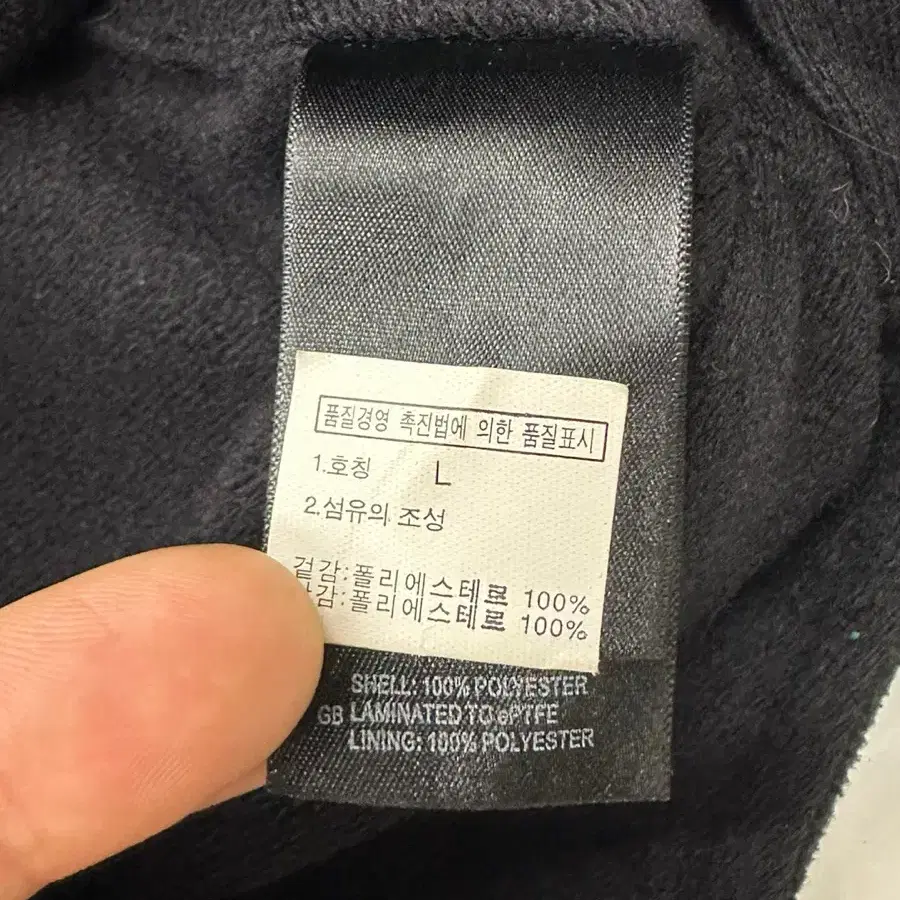 품질경영 촉진법에 의한 품질표시
1.호칭 L
2.섬유의 조성
겉감:폴리에스테르 100%
안감:폴리에스테르 100%
SHELL: 100% POLYESTER
GB LAMINATED TO ePTFE
LINING: 100% POLYESTER